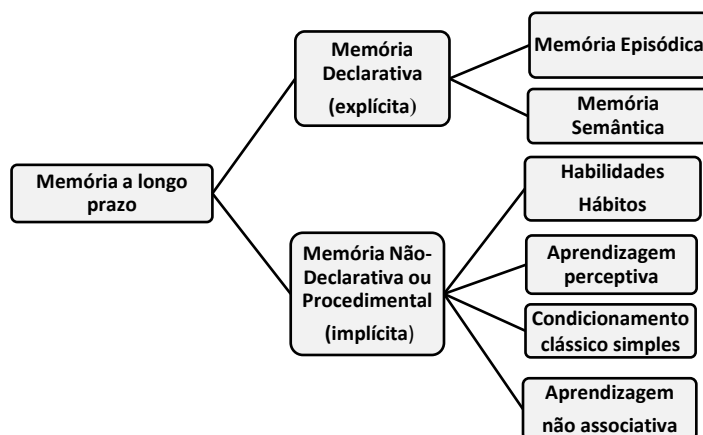 Memória a longo
prazo
Memória
Declarativa
(explícita)
Memória Episódica
Memória
Semântica
Memória Não-
Declarativa ou
Procedimental
(implícita)
Habilidades
Hábitos
Aprendizagem
perceptiva
Condicionamento
clássico simples
Aprendizagem
não associativa